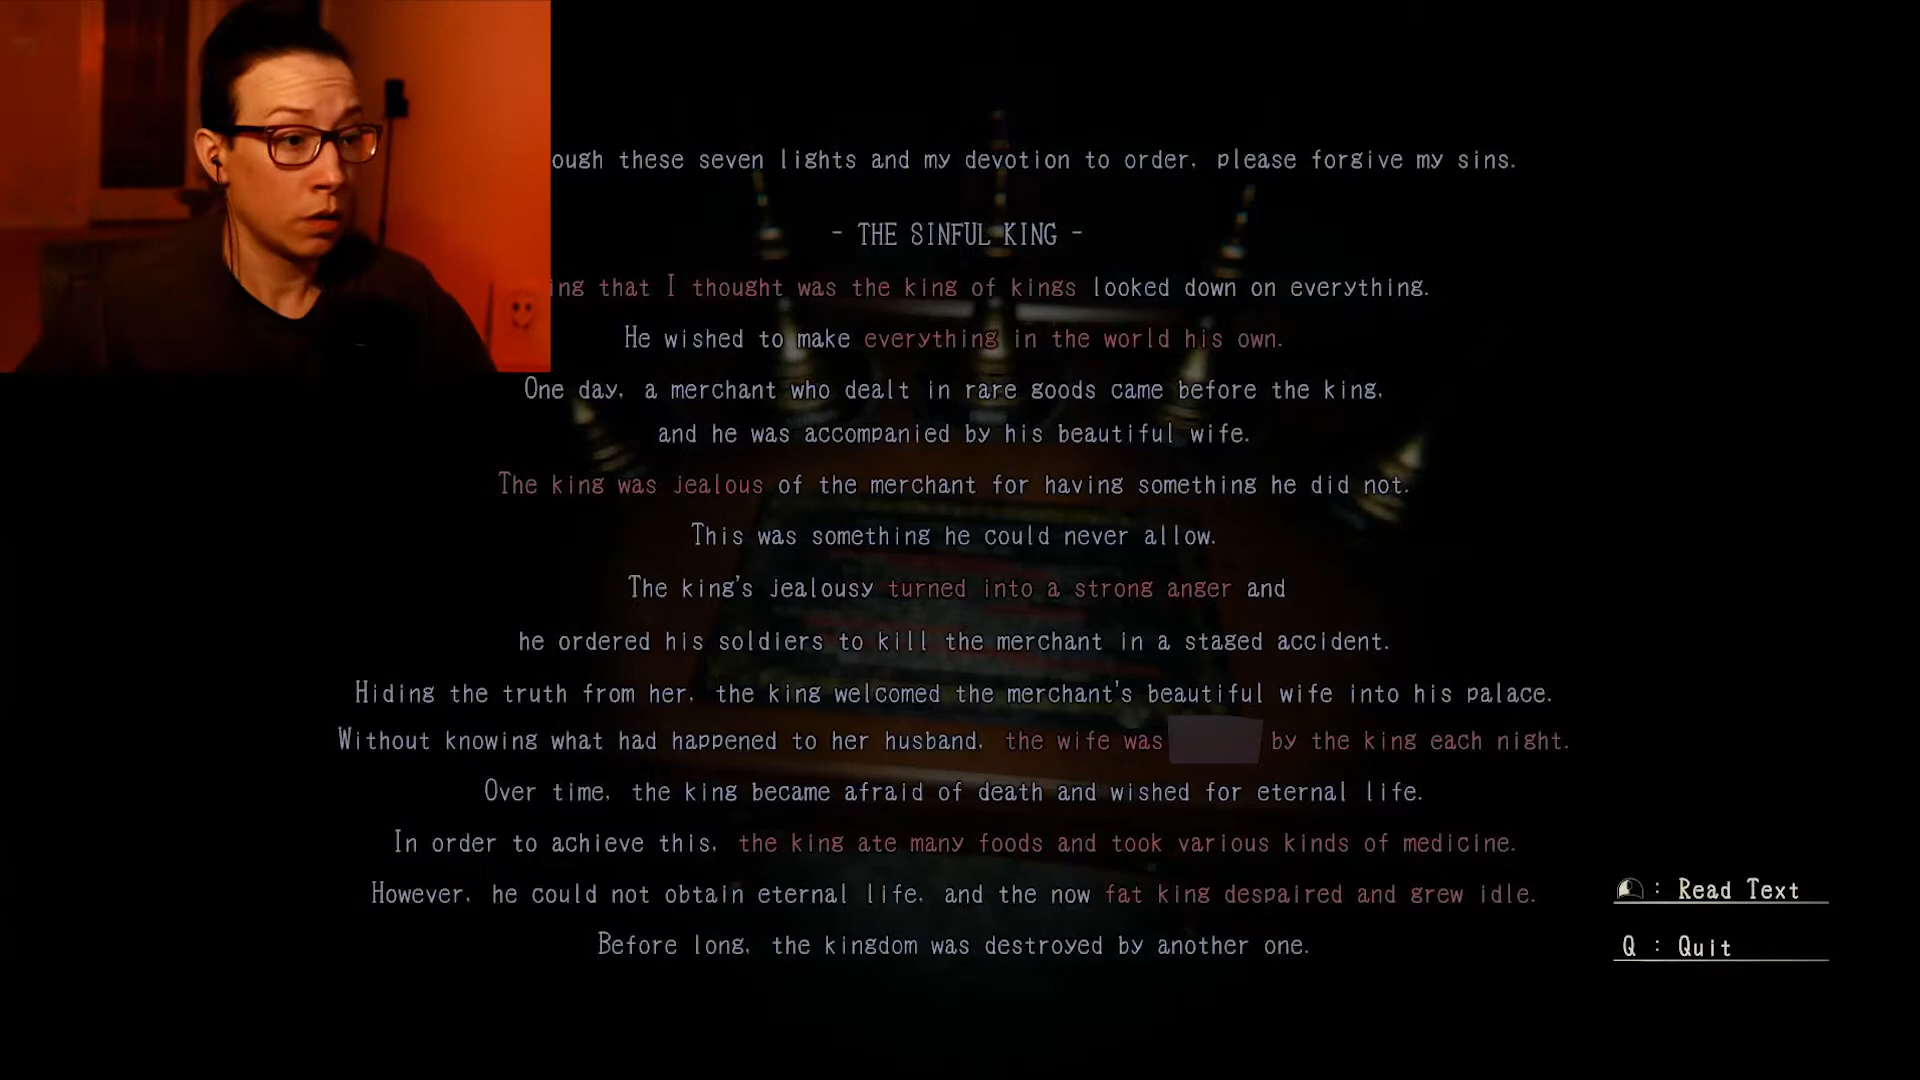 ough these seven lights and my devotion to order, please forgive my sins.
- THE SINFUL KING -
ing that I thought was the king of kings looked down on everything.
He wished to make everything in the world his own.
One day, a merchant who dealt in rare goods came before the king,
and he was accompanied by his beautiful wife.
The king was jealous of the merchant for having something he did not.
This was something he could never allow.
The king's jealousy turned into a strong anger and
he ordered his soldiers to kill the merchant in a staged accident.
Hiding the truth from her, the king welcomed the merchant's beautiful wife into his palace.
Without knowing what had happened to her husband, the wife was by the king each night.
Over time, the king became afraid of death and wished for eternal life.
In order to achieve this, the king ate many foods and took various kinds of medicine.
However, he could not obtain eternal life, and the now fat king despaired and grew idle.
Before long, the kingdom was destroyed by another one.
: Read Text
Q : Quit